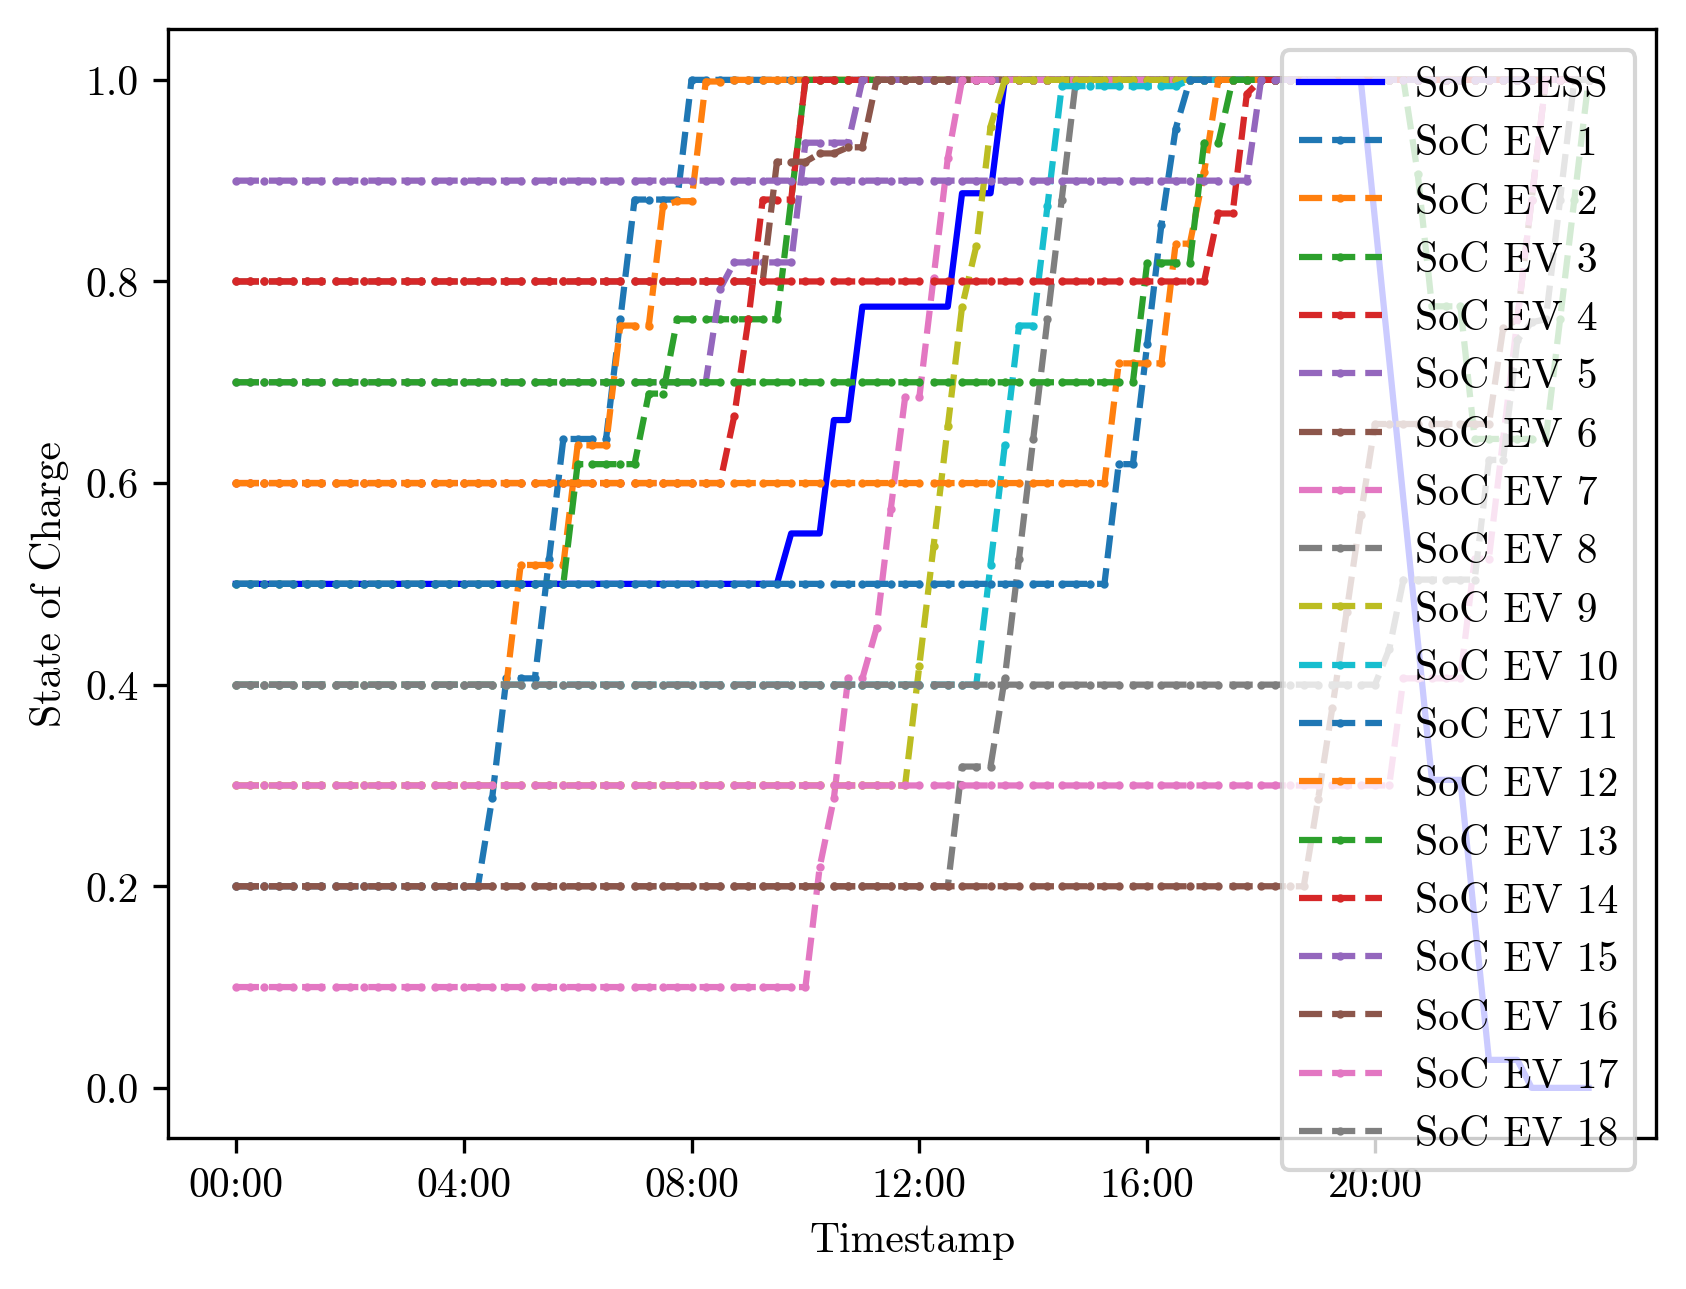 1.0
0.8
0.6
0.4
0.2
0.0
State of Charge
00:00
04:00
08:00
12:00
16:00
20:00
Timestamp
SoC BESS
SoC EV 1
SoC EV 2
SoC EV 3
SoC EV 4
SoC EV 5
SoC EV 6
SoC EV 7
SoC EV 8
SoC EV 9
SoC EV 10
SoC EV 11
SoC EV 12
SoC EV 13
SoC EV 14
SoC EV 15
SoC EV 16
SoC EV 17
SoC EV 18